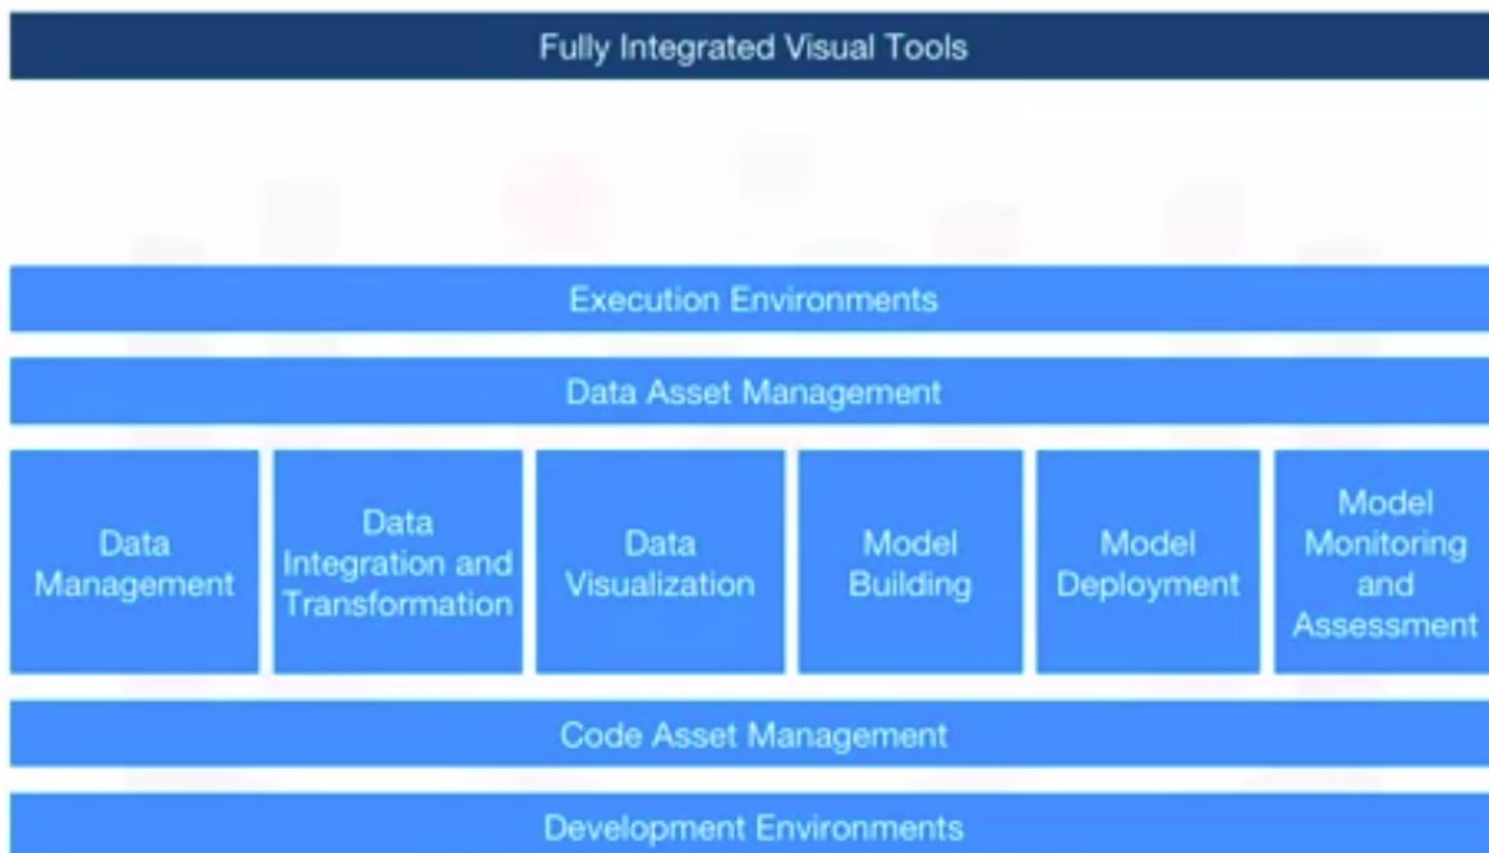 Fully Integrated Visual Tools
Execution Environments
Data Asset Management
Data
Management
Data
Integration and
Transformation
Data
Visualization
Model
Building
Model
Deployment
Model
Monitoring
and
Assessment
Code Asset Management
Development Environments